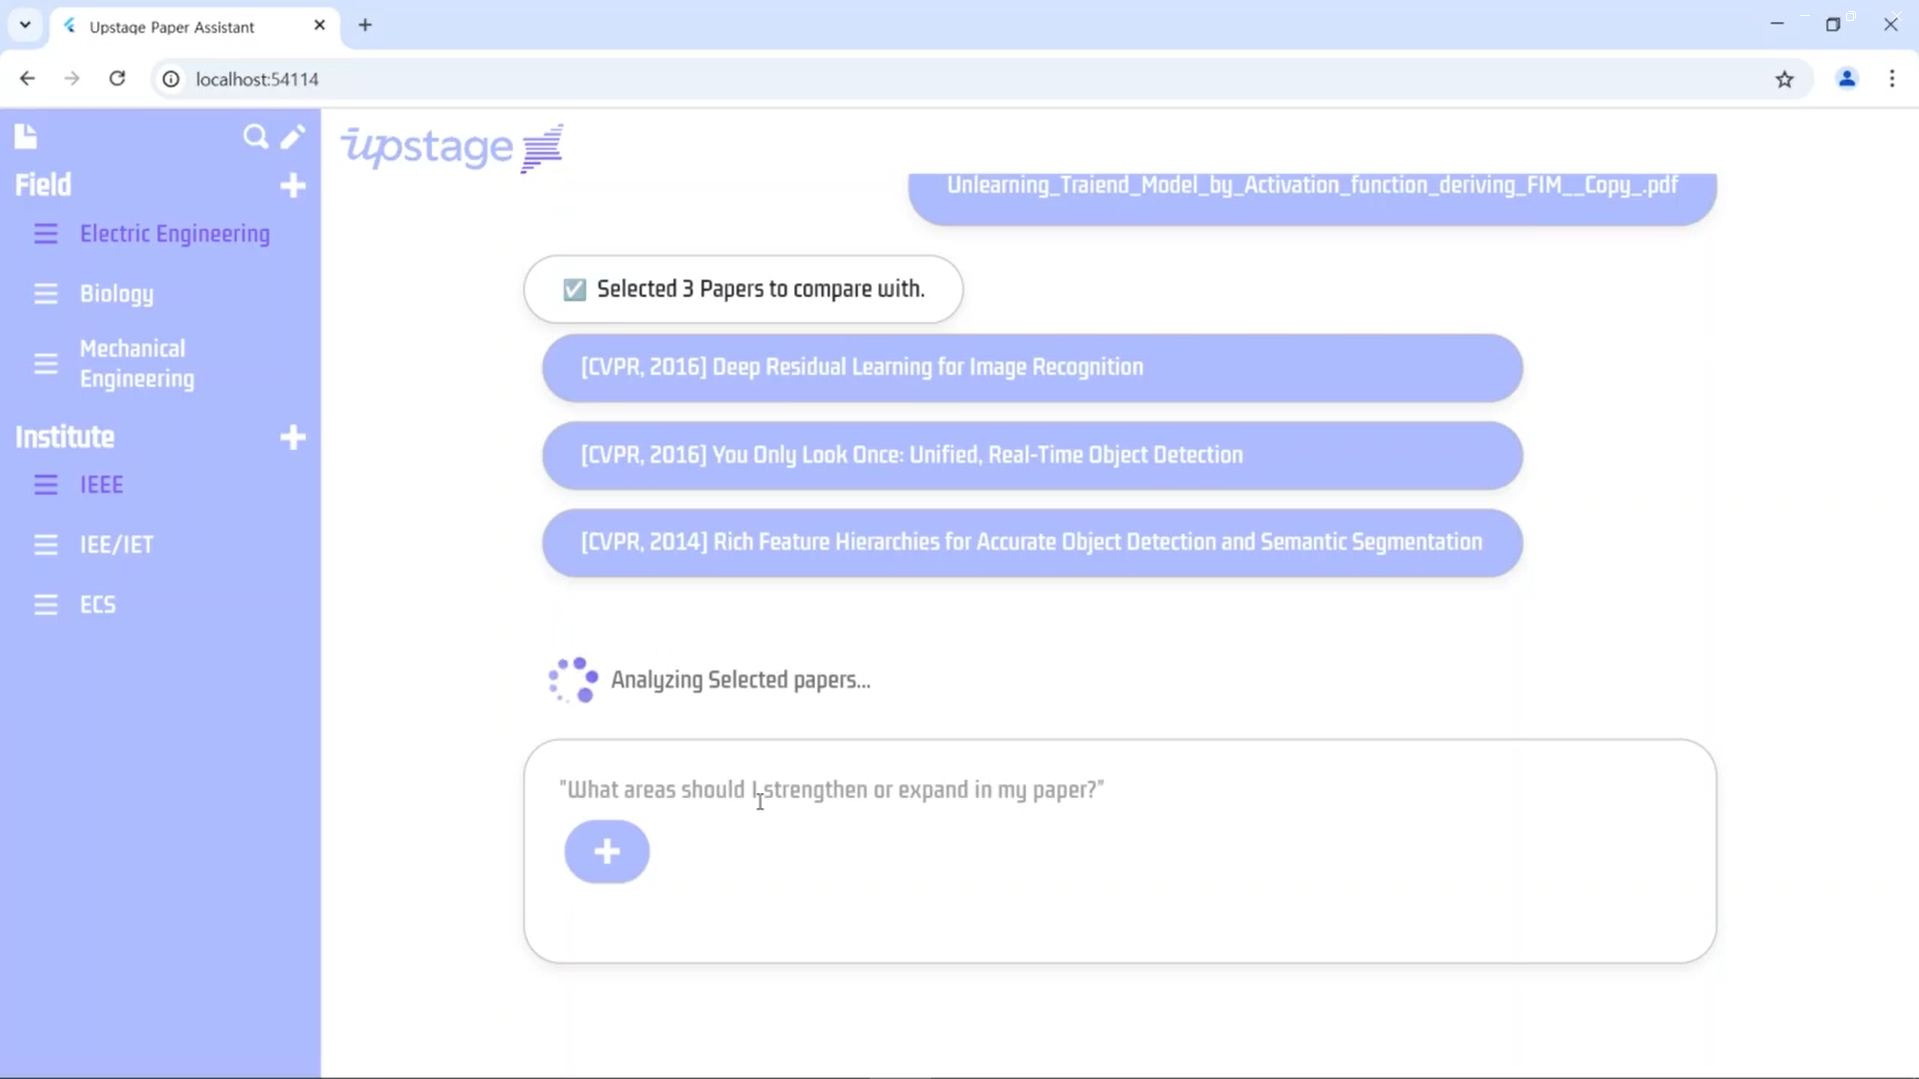 Upstage Paper Assistant
localhost:54114
upstage
Field
Electric Engineering
Biology
Mechanical
Engineering
Institute
IEEE
IEE/IET
ECS
Unlearning_Traiend_Model_by_Activation_function_deriving_FIM__Copy_.pdf
Selected 3 Papers to compare with.
[CVPR, 2016] Deep Residual Learning for Image Recognition
[CVPR, 2016] You Only Look Once: Unified, Real-Time Object Detection
[CVPR, 2014] Rich Feature Hierarchies for Accurate Object Detection and Semantic Segmentation
Analyzing Selected papers...
"What areas should I strengthen or expand in my paper?"